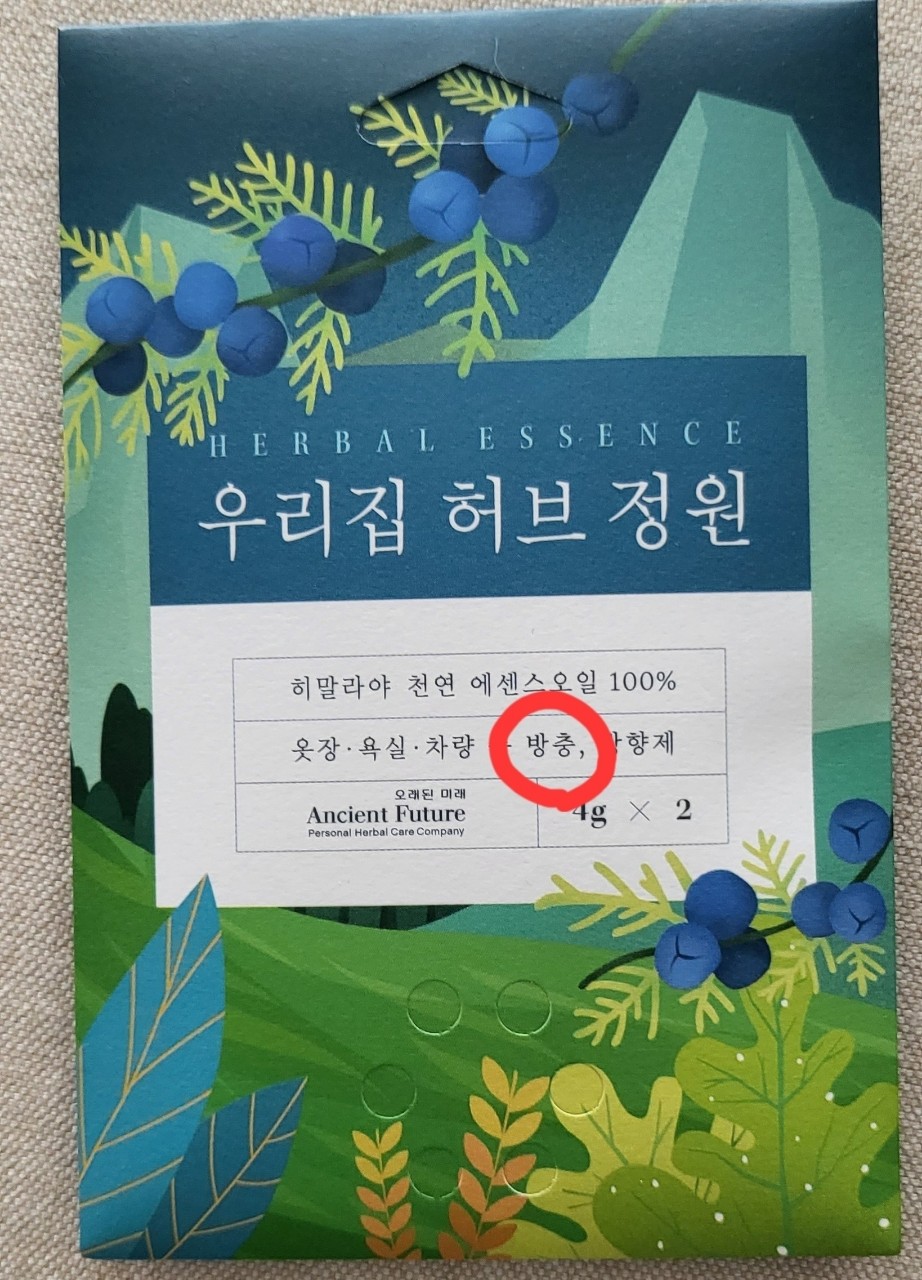 HERBAL ESSENCE
우리집 허브 정원
히말라야 천연 에센스오일 100%
옷장·욕실·차량 방충,
오래된 미래
Ancient Future
Personal Herbal Care Company
4g × 2